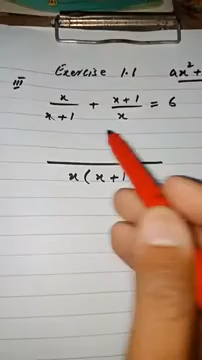 Exercise 1.1 ax² +
iii x/x+1 + x+1/x = 6
x(x+1